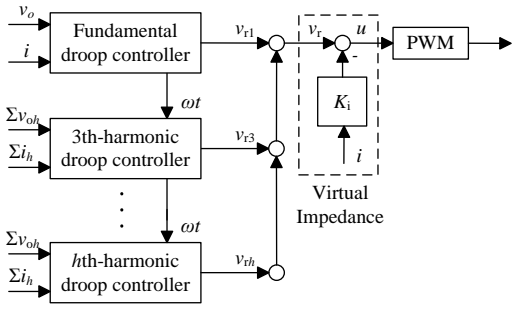 v_o
i
Fundamental
droop controller
v_r1
v_r
u
-
PWM
K_i
i
Virtual
Impedance
ωt
Σv_oh
Σi_h
3th-harmonic
droop controller
v_r3
ωt
Σv_oh
Σi_h
hth-harmonic
droop controller
v_rh